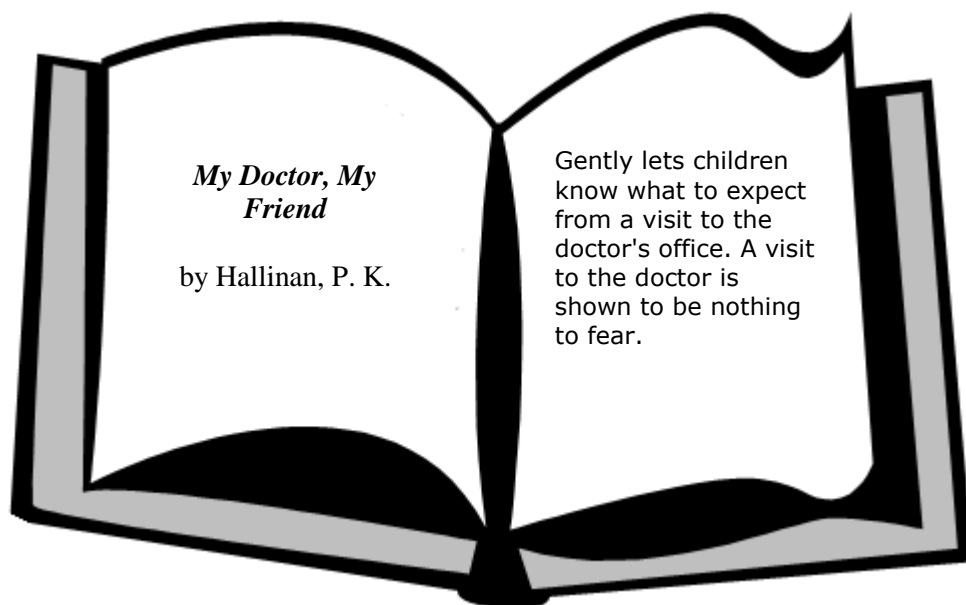 My Doctor, My
Friend
by Hallinan, P. K.
Gently lets children
know what to expect
from a visit to the
doctor's office. A visit
to the doctor is
shown to be nothing
to fear.